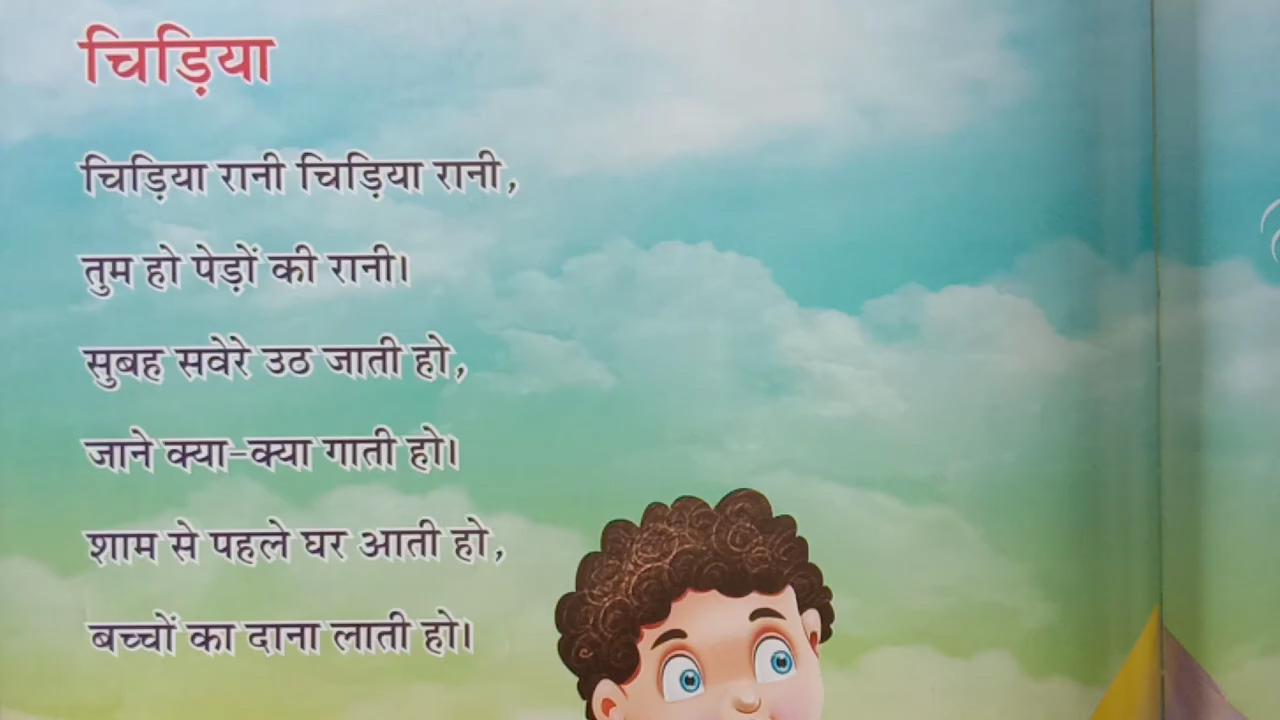 चिड़िया
चिड़िया रानी चिड़िया रानी,
तुम हो पेड़ों की रानी।
सुबह सवेरे उठ जाती हो,
जाने क्या-क्या गाती हो।
शाम से पहले घर आती हो,
बच्चों का दाना लाती हो।